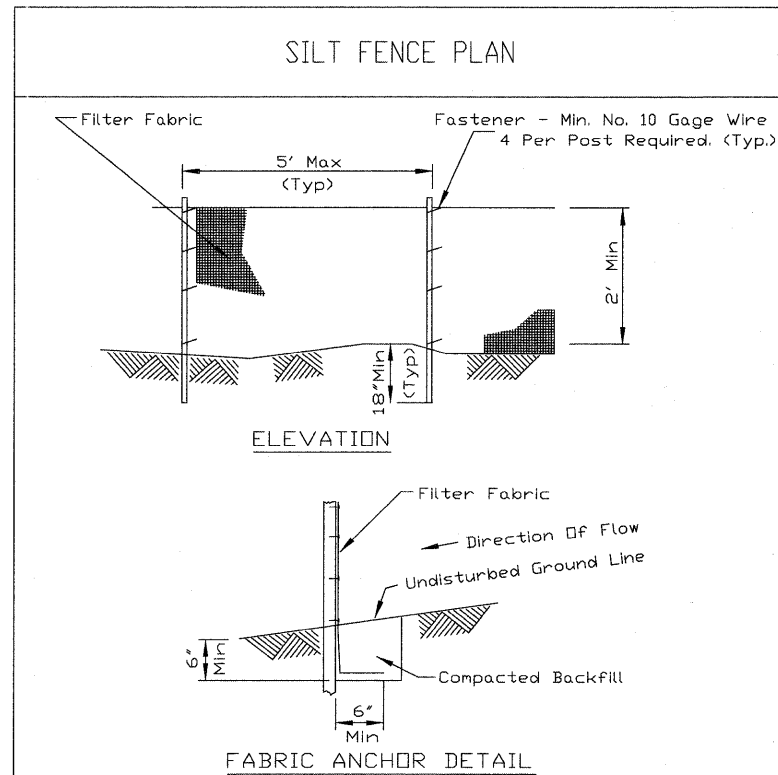 SILT FENCE PLAN
Filter Fabric
Fastener - Min. No. 10 Gage Wire
4 Per Post Required. (Typ.)
5' Max
(Typ)
2' Min
18"Min
(Typ)
ELEVATION
Filter Fabric
Direction Of Flow
Undisturbed Ground Line
6"
Min
Compacted Backfill
6"
Min
FABRIC ANCHOR DETAIL